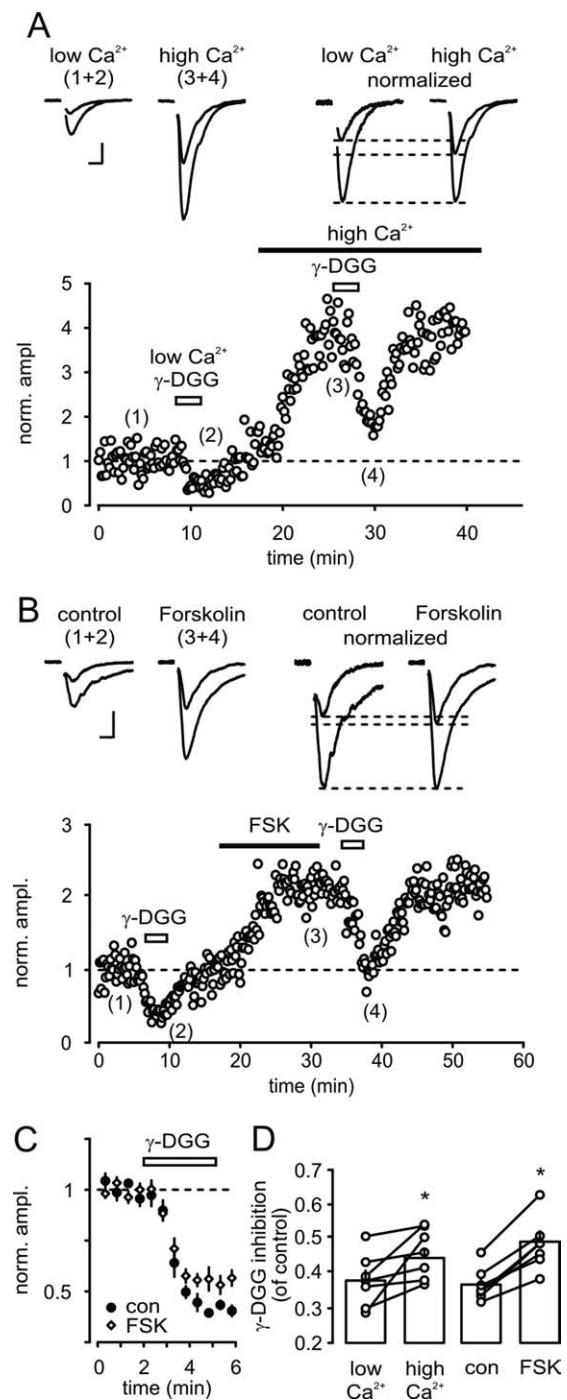 A
low Ca²⁺ high Ca²⁺ low Ca²⁺ high Ca²⁺
(1+2) (3+4) normalized
high Ca²⁺
γ-DGG
low Ca²⁺
γ-DGG
(1) (2) (3) (4)
norm. ampl
5
4
3
2
1
0
0 10 20 30 40
time (min)
B
control Forskolin control Forskolin
(1+2) (3+4) normalized
FSK γ-DGG
γ-DGG
(1) (2) (3) (4)
norm. ampl.
3
2
1
0
0 10 20 30 40 50 60
time (min)
C
γ-DGG
norm. ampl.
1
0.5
con
FSK
0 2 4 6
time (min)
D
γ-DGG inhibition
(of control)
0.7
0.6
0.5
0.4
0.3
0.2
* *
low high con FSK
Ca²⁺ Ca²⁺